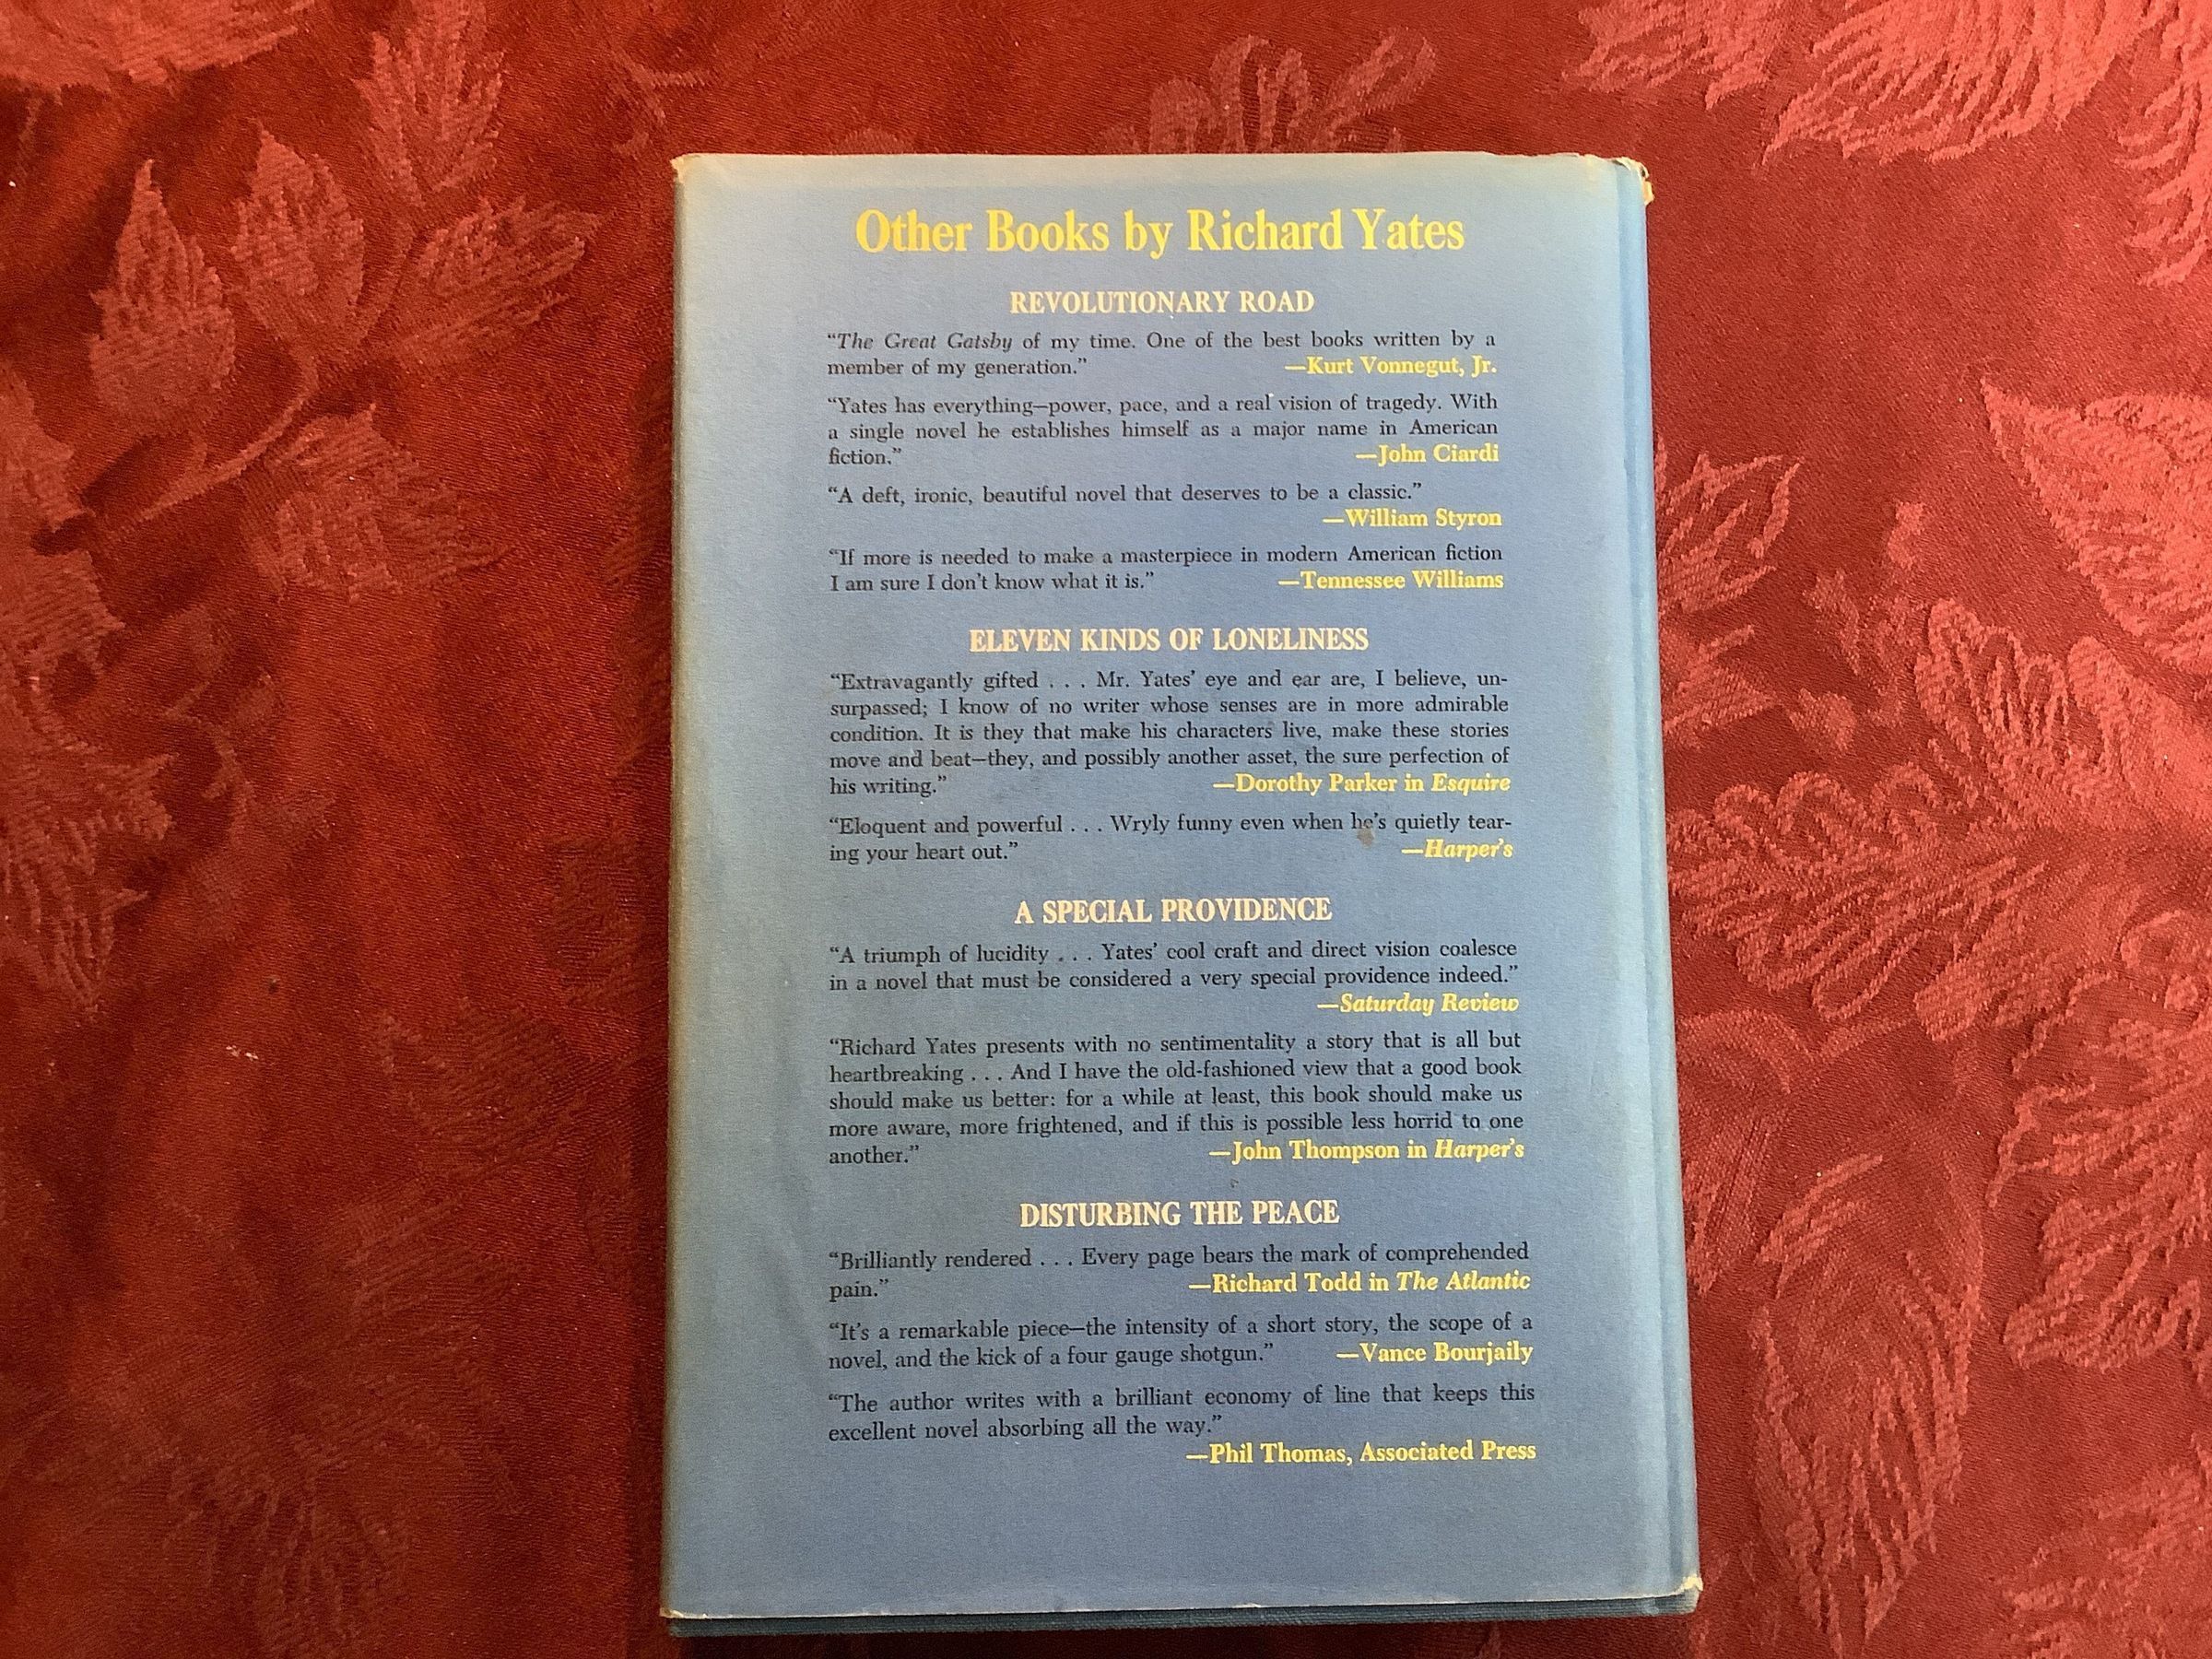 Other Books by Richard Yates
REVOLUTIONARY ROAD
“The Great Gatsby of my time. One of the best books written by a
member of my generation.” —Kurt Vonnegut, Jr.
“Yates has everything—power, pace, and a real vision of tragedy. With
a single novel he establishes himself as a major name in American
fiction.” —John Ciardi
“A deft, ironic, beautiful novel that deserves to be a classic.”
—William Styron
“If more is needed to make a masterpiece in modern American fiction
I am sure I don’t know what it is.” —Tennessee Williams
ELEVEN KINDS OF LONELINESS
“Extravagantly gifted . . . Mr. Yates’ eye and ear are, I believe, un-
surpassed; I know of no writer whose senses are in more admirable
condition. It is they that make his characters live, make these stories
move and beat—they, and possibly another asset, the sure perfection of
his writing.” —Dorothy Parker in Esquire
“Eloquent and powerful . . . Wryly funny even when he’s quietly tear-
ing your heart out.” —Harper’s
A SPECIAL PROVIDENCE
“A triumph of lucidity . . . Yates’ cool craft and direct vision coalesce
in a novel that must be considered a very special providence indeed.”
—Saturday Review
“Richard Yates presents with no sentimentality a story that is all but
heartbreaking . . . And I have the old-fashioned view that a good book
should make us better: for a while at least, this book should make us
more aware, more frightened, and if this is possible less horrid to one
another.” —John Thompson in Harper’s
DISTURBING THE PEACE
“Brilliantly rendered . . . Every page bears the mark of comprehended
pain.” —Richard Todd in The Atlantic
“It’s a remarkable piece—the intensity of a short story, the scope of a
novel, and the kick of a four gauge shotgun.” —Vance Bourjaily
“The author writes with a brilliant economy of line that keeps this
excellent novel absorbing all the way.”
—Phil Thomas, Associated Press